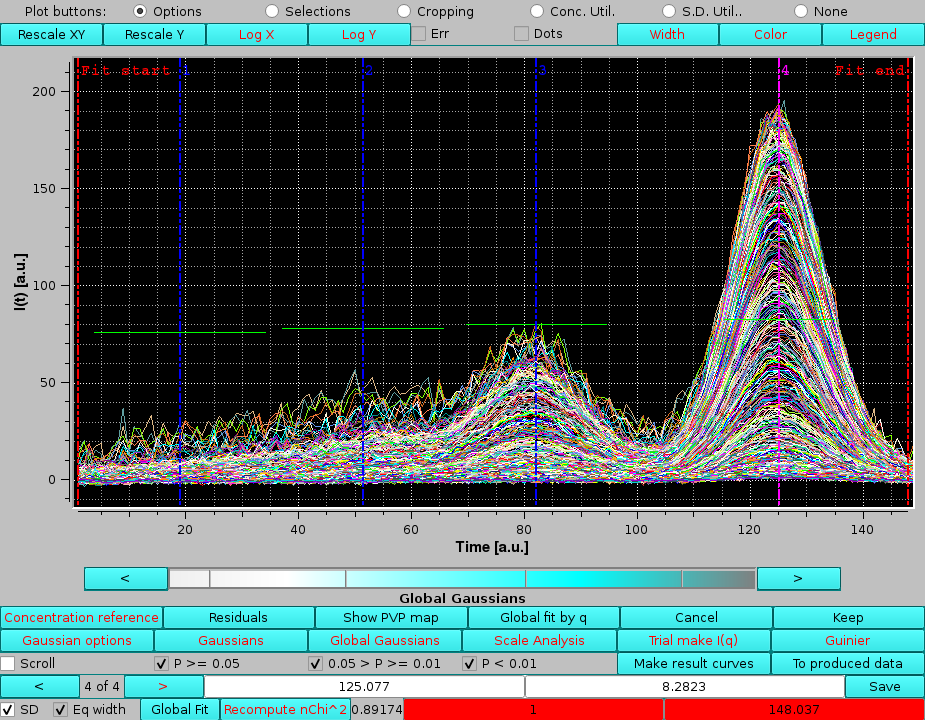 Plot buttons: Options Selections Cropping Conc. Util. S.D. Util.. None
Rescale XY Rescale Y Log X Log Y Err Dots Width Color Legend
Fit start 1 2 3 4 Fit end
200
150
100
50
0
I(t) [a.u.]
20 40 60 80 100 120 140
Time [a.u.]
< >
Global Gaussians
Concentration reference Residuals Show PVP map Global fit by q Cancel Keep
Gaussian options Gaussians Global Gaussians Scale Analysis Trial make I(q) Guinier
Scroll P >= 0.05 0.05 > P >= 0.01 P < 0.01 Make result curves To produced data
< 4 of 4 > 125.077 8.2823 Save
SD Eq width Global Fit Recompute nChi^2 0.89174 1 148.037